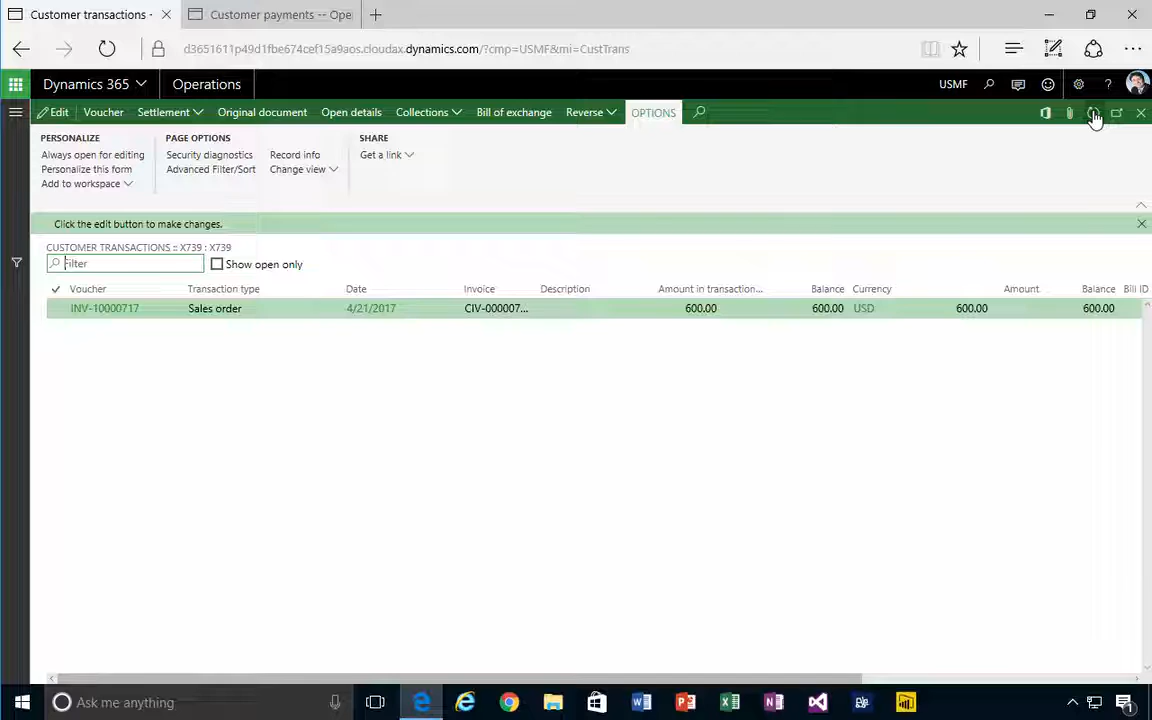 Customer transactions -
Customer payments -- Ope
d3651611p49d1fbe674cef15a9aos.cloudax.dynamics.com/?cmp=USMF&mi=CustTrans
Dynamics 365 Operations USMF ?
Edit Voucher Settlement Original document Open details Collections Bill of exchange Reverse OPTIONS
PERSONALIZE PAGE OPTIONS SHARE
Always open for editing Security diagnostics Record info Get a link
Personalize this form Advanced Filter/Sort Change view
Add to workspace
Click the edit button to make changes.
CUSTOMER TRANSACTIONS :: X739 : X739
Filter Show open only
Voucher Transaction type Date Invoice Description Amount in transaction... Balance Currency Amount Balance Bill ID
INV-10000717 Sales order 4/21/2017 CIV-000007... 600.00 600.00 USD 600.00 600.00
Ask me anything